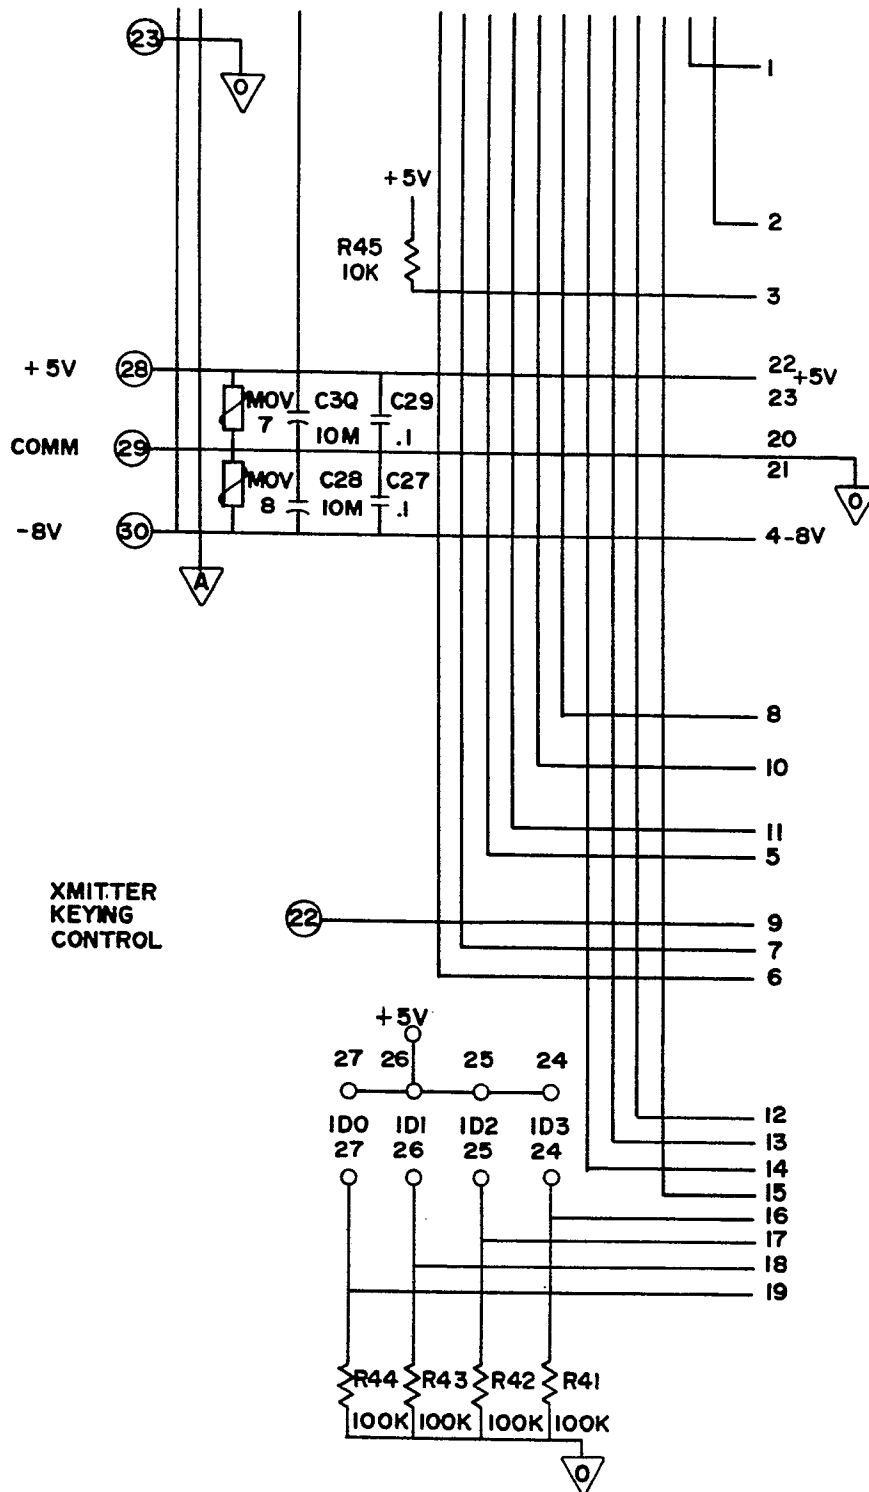 23
O
1
+5V
2
R45
10K
3
+5V
28
22
+5V
23
MOV
7
C3Q
10M
C29
.1
COMM
29
20
21
O
MOV
8
C28
10M
C27
.1
-8V
30
4 -8V
A
8
10
11
5
XMITTER
KEYING
CONTROL
22
9
7
6
+5V
27 26 25 24
ID0 ID1 ID2 ID3
27 26 25 24
12
13
14
15
16
17
18
19
R44 R43 R42 R41
100K 100K 100K 100K
O